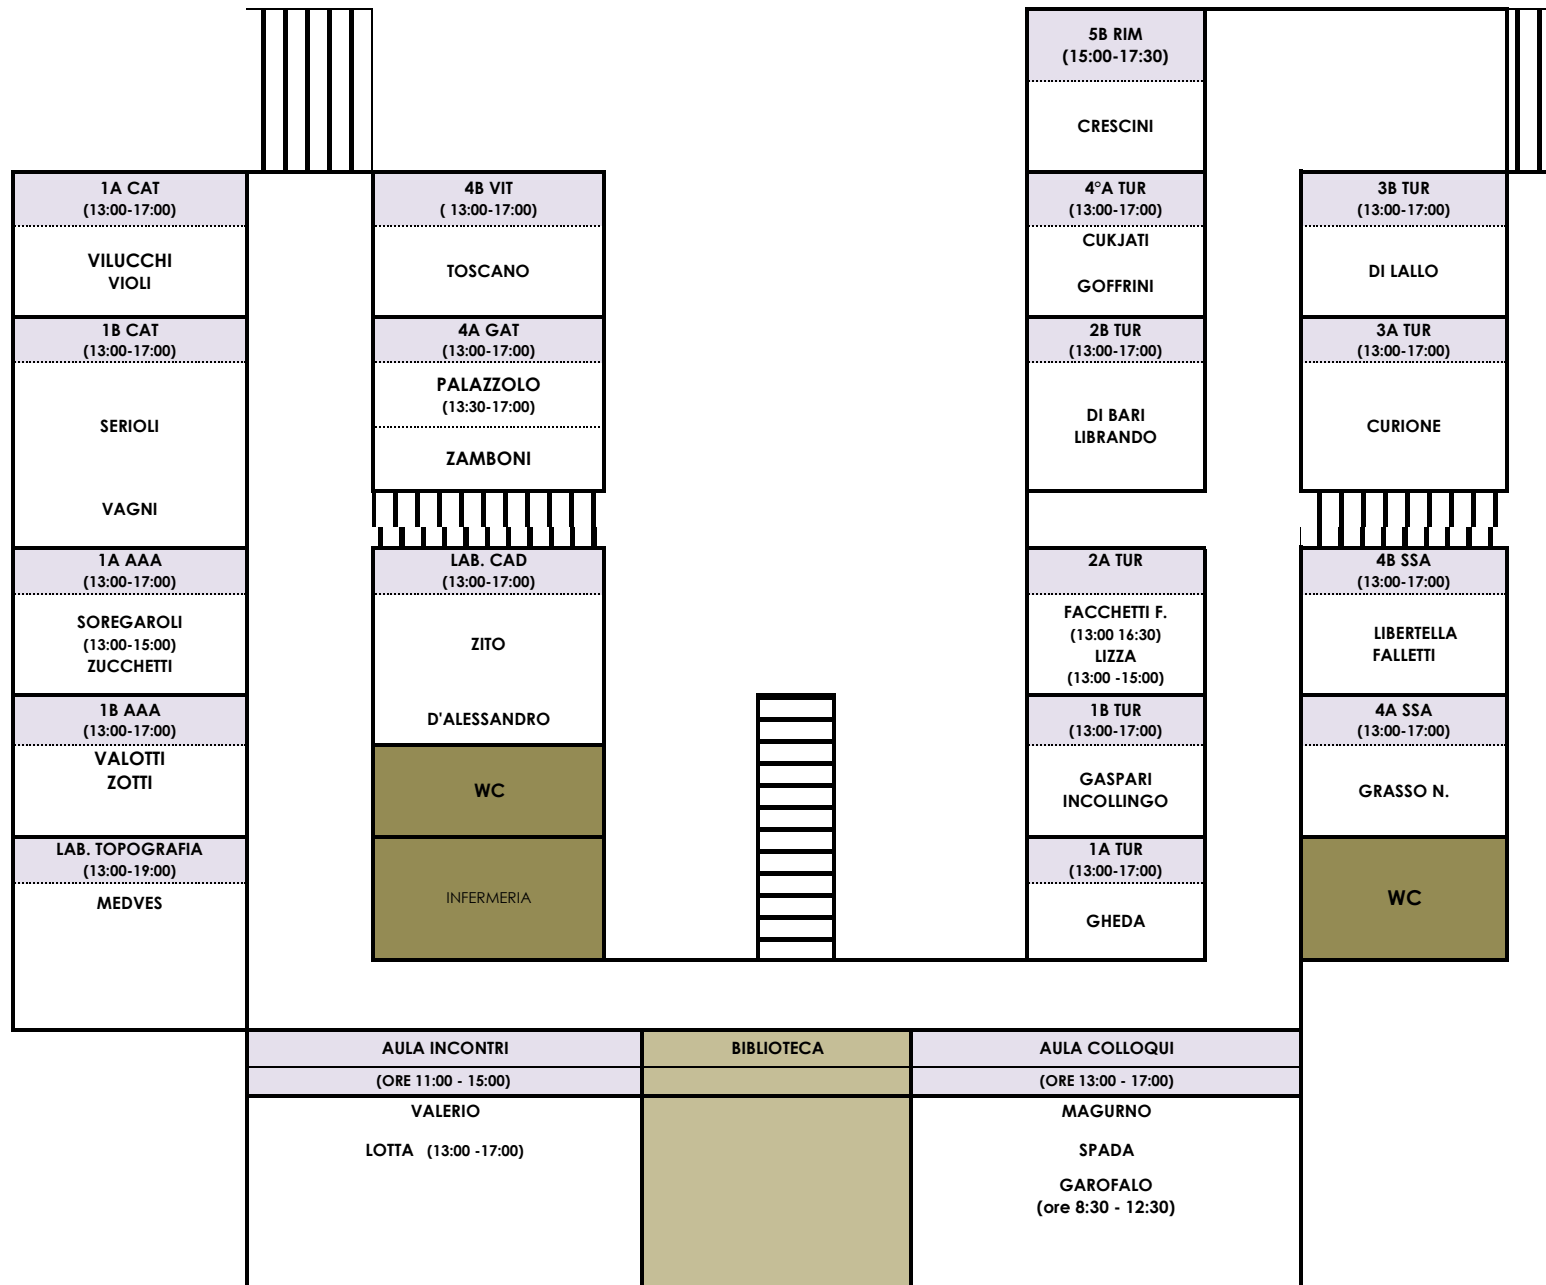 5B RIM
(15:00-17:30)
CRESCINI
1A CAT
(13:00-17:00)
VILUCCHI
VIOLI
4B VIT
( 13:00-17:00)
TOSCANO
4°A TUR
(13:00-17:00)
CUKJATI
GOFFRINI
3B TUR
(13:00-17:00)
DI LALLO
1B CAT
(13:00-17:00)
SERIOLI
VAGNI
4A GAT
(13:00-17:00)
PALAZZOLO
(13:30-17:00)
ZAMBONI
2B TUR
(13:00-17:00)
DI BARI
LIBRANDO
3A TUR
(13:00-17:00)
CURIONE
1A AAA
(13:00-17:00)
SOREGAROLI
(13:00-15:00)
ZUCCHETTI
LAB. CAD
(13:00-17:00)
ZITO
D'ALESSANDRO
2A TUR
FACCHETTI F.
(13:00 16:30)
LIZZA
(13:00 -15:00)
4B SSA
(13:00-17:00)
LIBERTELLA
FALLETTI
1B AAA
(13:00-17:00)
VALOTTI
ZOTTI
WC
1B TUR
(13:00-17:00)
GASPARI
INCOLLINGO
4A SSA
(13:00-17:00)
GRASSO N.
LAB. TOPOGRAFIA
(13:00-19:00)
MEDVES
INFERMERIA
1A TUR
(13:00-17:00)
GHEDA
WC
AULA INCONTRI
(ORE 11:00 - 15:00)
VALERIO
LOTTA (13:00 -17:00)
BIBLIOTECA
AULA COLLOQUI
(ORE 13:00 - 17:00)
MAGURNO
SPADA
GAROFALO
(ore 8:30 - 12:30)